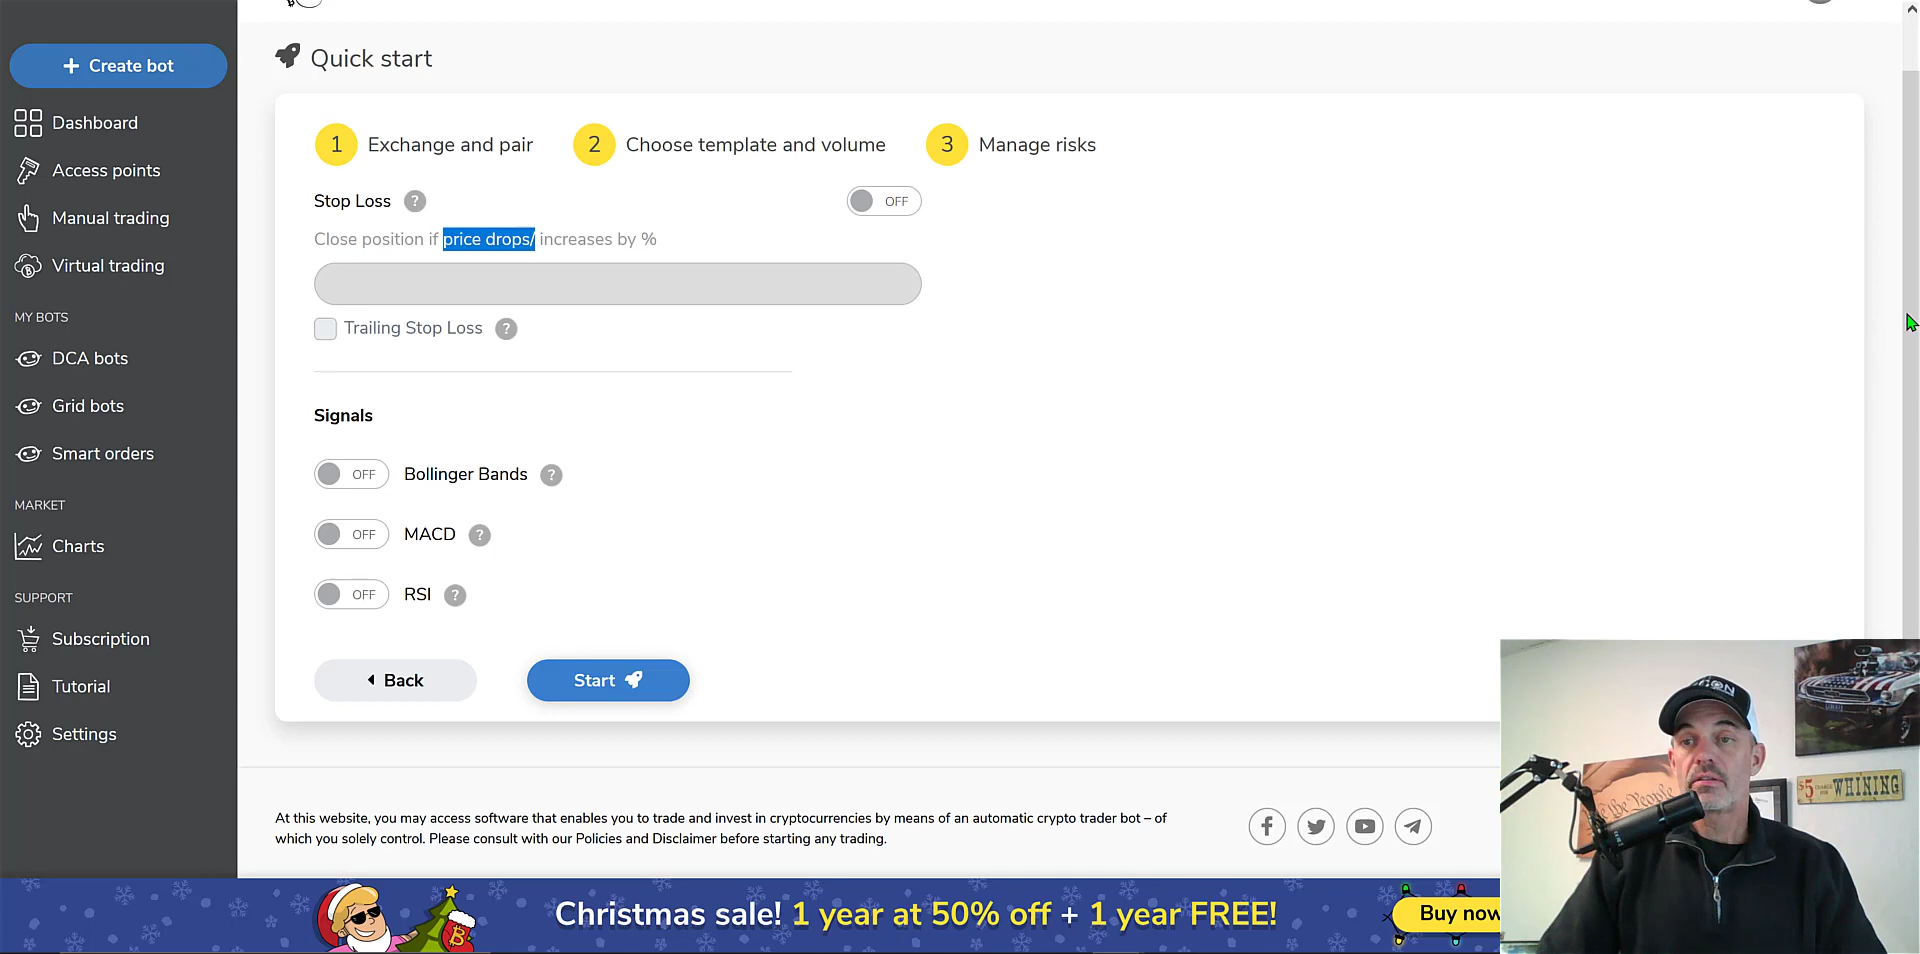 Create bot
Dashboard
Access points
Manual trading
Virtual trading
MY BOTS
DCA bots
Grid bots
Smart orders
MARKET
Charts
SUPPORT
Subscription
Tutorial
Settings
Quick start
1 Exchange and pair 2 Choose template and volume 3 Manage risks
Stop Loss ? OFF
Close position if price drops/ increases by %
Trailing Stop Loss ?
Signals
OFF Bollinger Bands ?
OFF MACD ?
OFF RSI ?
Back Start
At this website, you may access software that enables you to trade and invest in cryptocurrencies by means of an automatic crypto trader bot – of
which you solely control. Please consult with our Policies and Disclaimer before starting any trading.
Christmas sale! 1 year at 50% off + 1 year FREE!
Buy now
$5 WHINING
the People